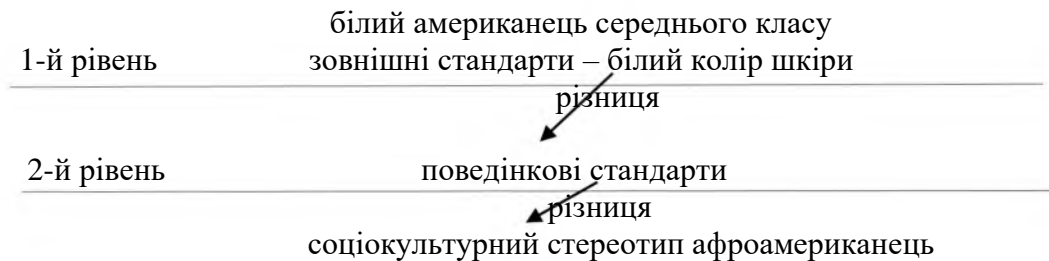 білий американець середнього класу
1-й рівень зовнішні стандарти – білий колір шкіри
різниця
2-й рівень поведінкові стандарти
різниця
соціокультурний стереотип афроамериканець